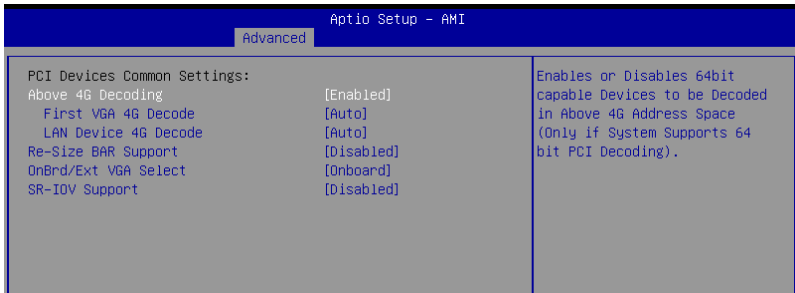 Aptio Setup – AMI
Advanced
PCI Devices Common Settings:
Above 4G Decoding [Enabled]
First VGA 4G Decode [Auto]
LAN Device 4G Decode [Auto]
Re-Size BAR Support [Disabled]
OnBrd/Ext VGA Select [Onboard]
SR-IOV Support [Disabled]
Enables or Disables 64bit
capable Devices to be Decoded
in Above 4G Address Space
(Only if System Supports 64
bit PCI Decoding).